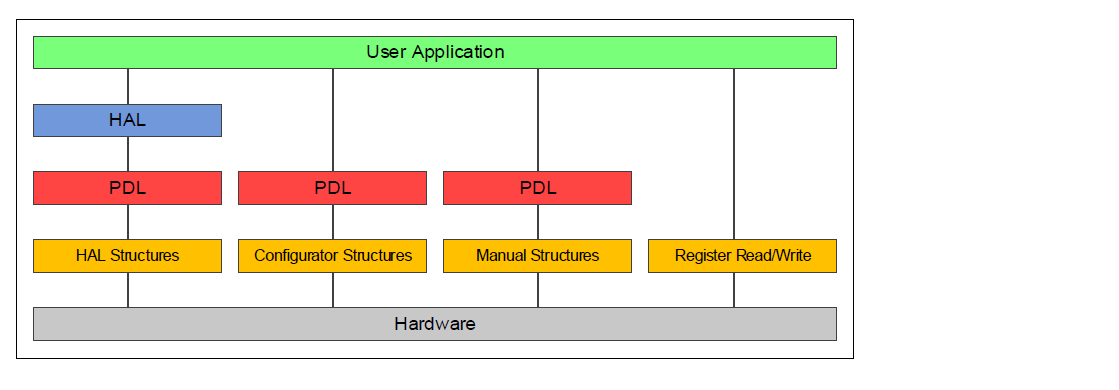 User Application
HAL
PDL
PDL
PDL
HAL Structures
Configurator Structures
Manual Structures
Register Read/Write
Hardware